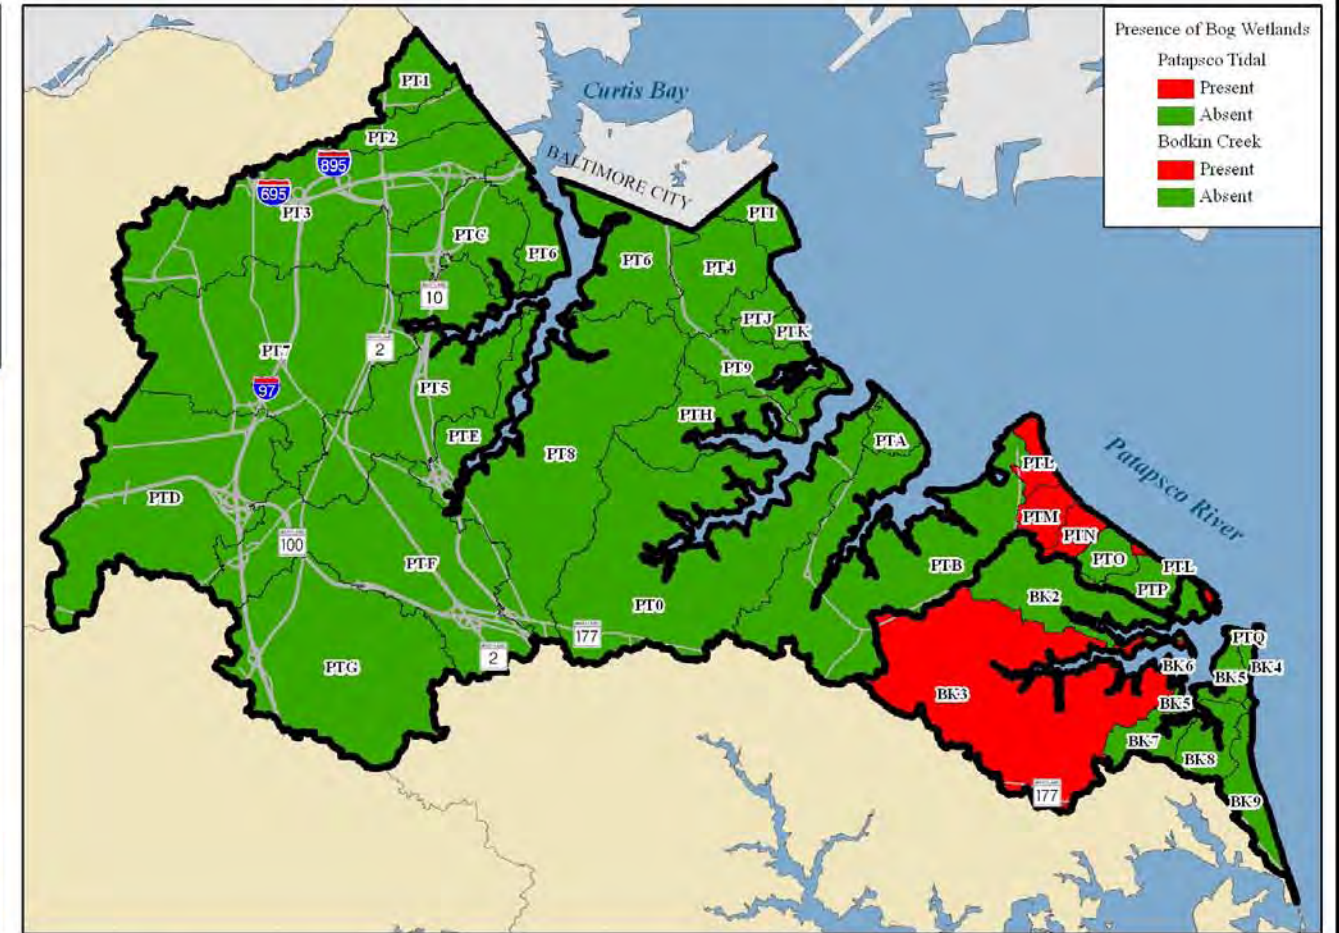 Presence of Bog Wetlands
Patapsco Tidal
Present
Absent
Bodkin Creek
Present
Absent
Curtis Bay
BALTIMORE CITY
Patapsco River
PT1
PT2
895
695
PT3
PTC
PT6
PT6
PTI
PT4
10
PTJ
PTK
2
PT7
97
PT5
PT9
PTH
PTE
PT8
PTA
PTL
PTD
PTM
PTN
100
PTO
PTL
PTF
PTB
PTP
BK2
PT0
177
2
PTQ
PTG
BK6
BK4
BK5
BK3
BK5
BK7
BK8
177
BK9